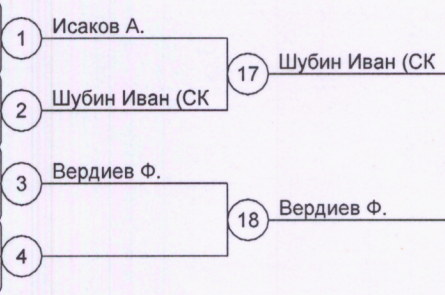 1 Исаков А.
17 Шубин Иван (СК
2 Шубин Иван (СК
3 Вердиев Ф.
18 Вердиев Ф.
4